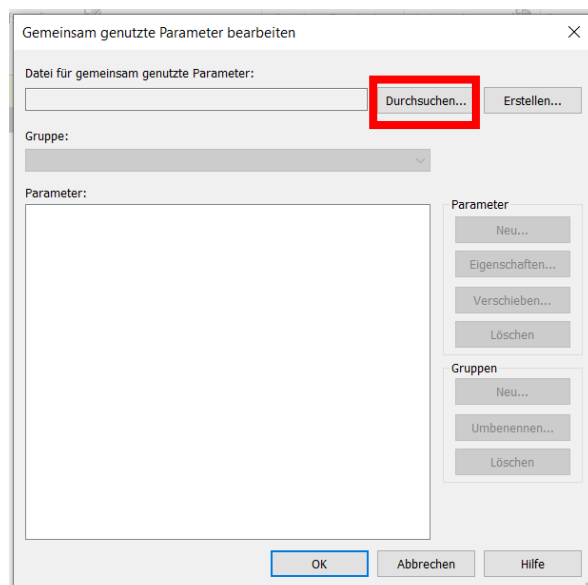 Gemeinsam genutzte Parameter bearbeiten
Datei für gemeinsam genutzte Parameter:
Durchsuchen... Erstellen...
Gruppe:
Parameter:
Parameter
Neu...
Eigenschaften...
Verschieben...
Löschen
Gruppen
Neu...
Umbenennen...
Löschen
OK Abbrechen Hilfe